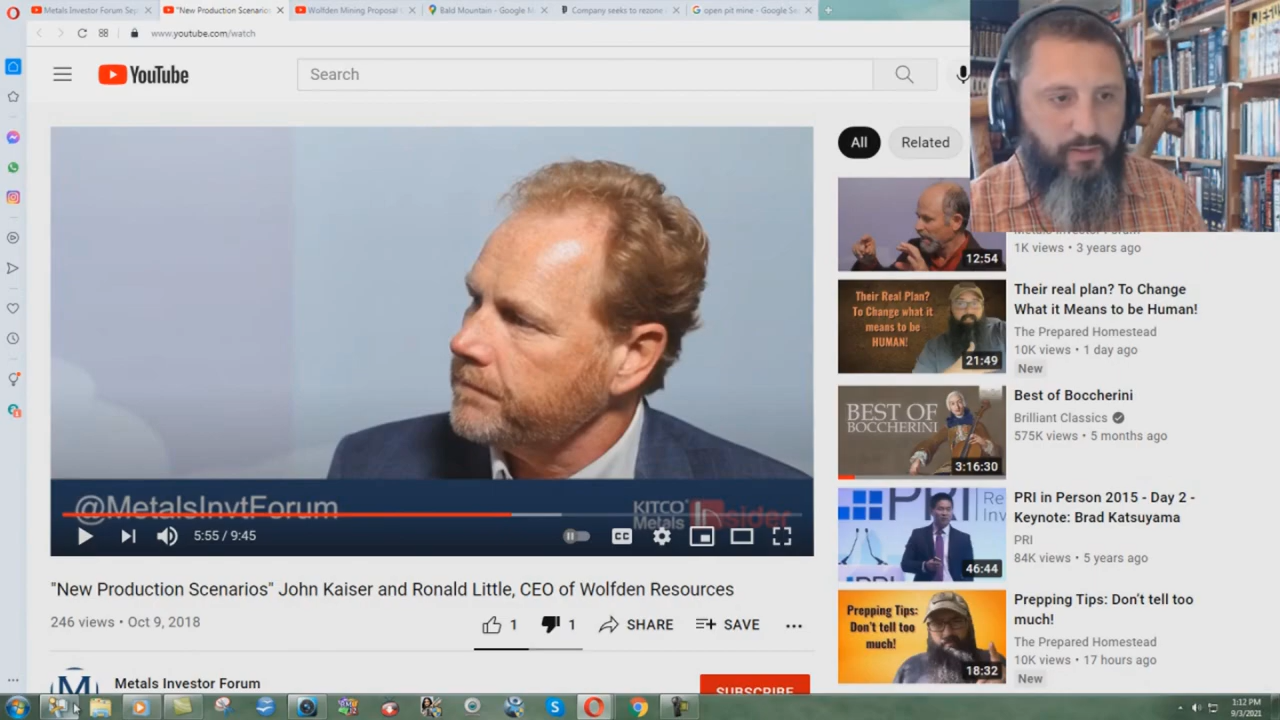 Metals Investor Forum Sep
"New Production Scenarios
Wolfden Mining Proposal
Bald Mountain - Google M
Company seeks to rezone
open pit mine - Google Se
88
www.youtube.com/watch
YouTube
Search
All
Related
12:54
1K views • 3 years ago
Their Real Plan?
To Change what it
means to be
HUMAN!
21:49
Their real plan? To Change
What it Means to be Human!
The Prepared Homestead
10K views • 1 day ago
New
BEST OF
BOCCHERINI
3:16:30
Best of Boccherini
Brilliant Classics
575K views • 5 months ago
PRI
46:44
PRI in Person 2015 - Day 2 -
Keynote: Brad Katsuyama
PRI
84K views • 5 years ago
Prepping Tips:
Don't tell too
much!
18:32
Prepping Tips: Don't tell too
much!
The Prepared Homestead
10K views • 17 hours ago
New
@MetalsInvtForum
KITCO
Metals
Insider
5:55 / 9:45
CC
"New Production Scenarios" John Kaiser and Ronald Little, CEO of Wolfden Resources
246 views • Oct 9, 2018
1
1
SHARE
SAVE
M
Metals Investor Forum
SUBSCRIBE
1:12 PM
9/3/2021